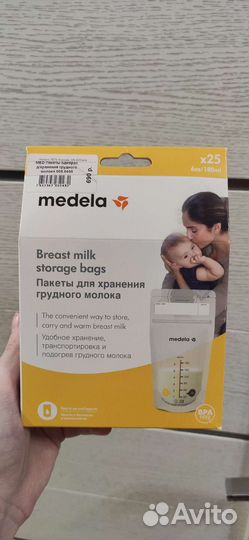 x25
6oz/180ml
690 р.
medela
Breast milk
storage bags
Пакеты для хранения
грудного молока
The convenient way to store,
carry and warm breast milk
Удобное хранение,
транспортировка и
подогрев грудного молока
medela
BPA
FREE
Avito